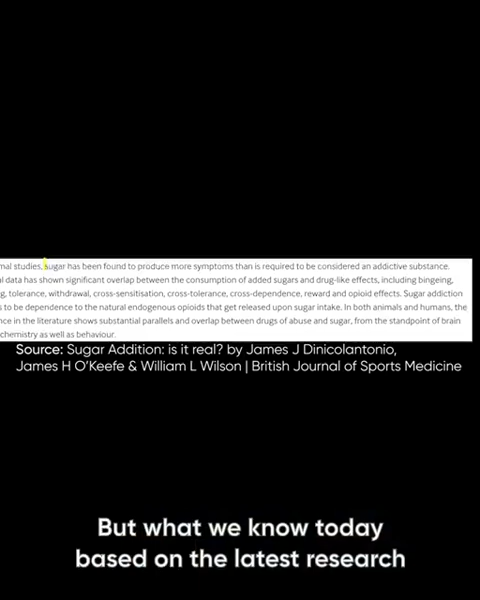 mal studies, sugar has been found to produce more symptoms than is required to be considered an addictive substance.
al data has shown significant overlap between the consumption of added sugars and drug-like effects, including bingeing,
g, tolerance, withdrawal, cross-sensitisation, cross-tolerance, cross-dependence, reward and opioid effects. Sugar addiction
s to be dependence to the natural endogenous opioids that get released upon sugar intake. In both animals and humans, the
nce in the literature shows substantial parallels and overlap between drugs of abuse and sugar, from the standpoint of brain
chemistry as well as behaviour.
Source: Sugar Addition: is it real? by James J Dinicolantonio,
James H O'Keefe & William L Wilson | British Journal of Sports Medicine
But what we know today
based on the latest research